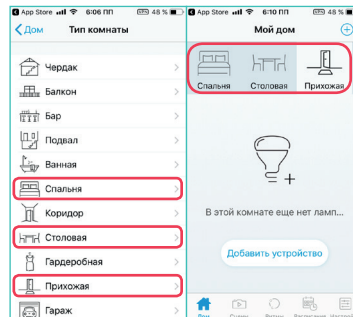 App Store 6:06 ПП 48 %
Дом Тип комнаты
Чердак
Балкон
Бар
Подвал
Ванная
Спальня
Коридор
Столовая
Гардеробная
Прихожая
Гараж
App Store 6:10 ПП 48 %
Мой дом
Спальня Столовая Прихожая
В этой комнате еще нет ламп...
Добавить устройство
Дом